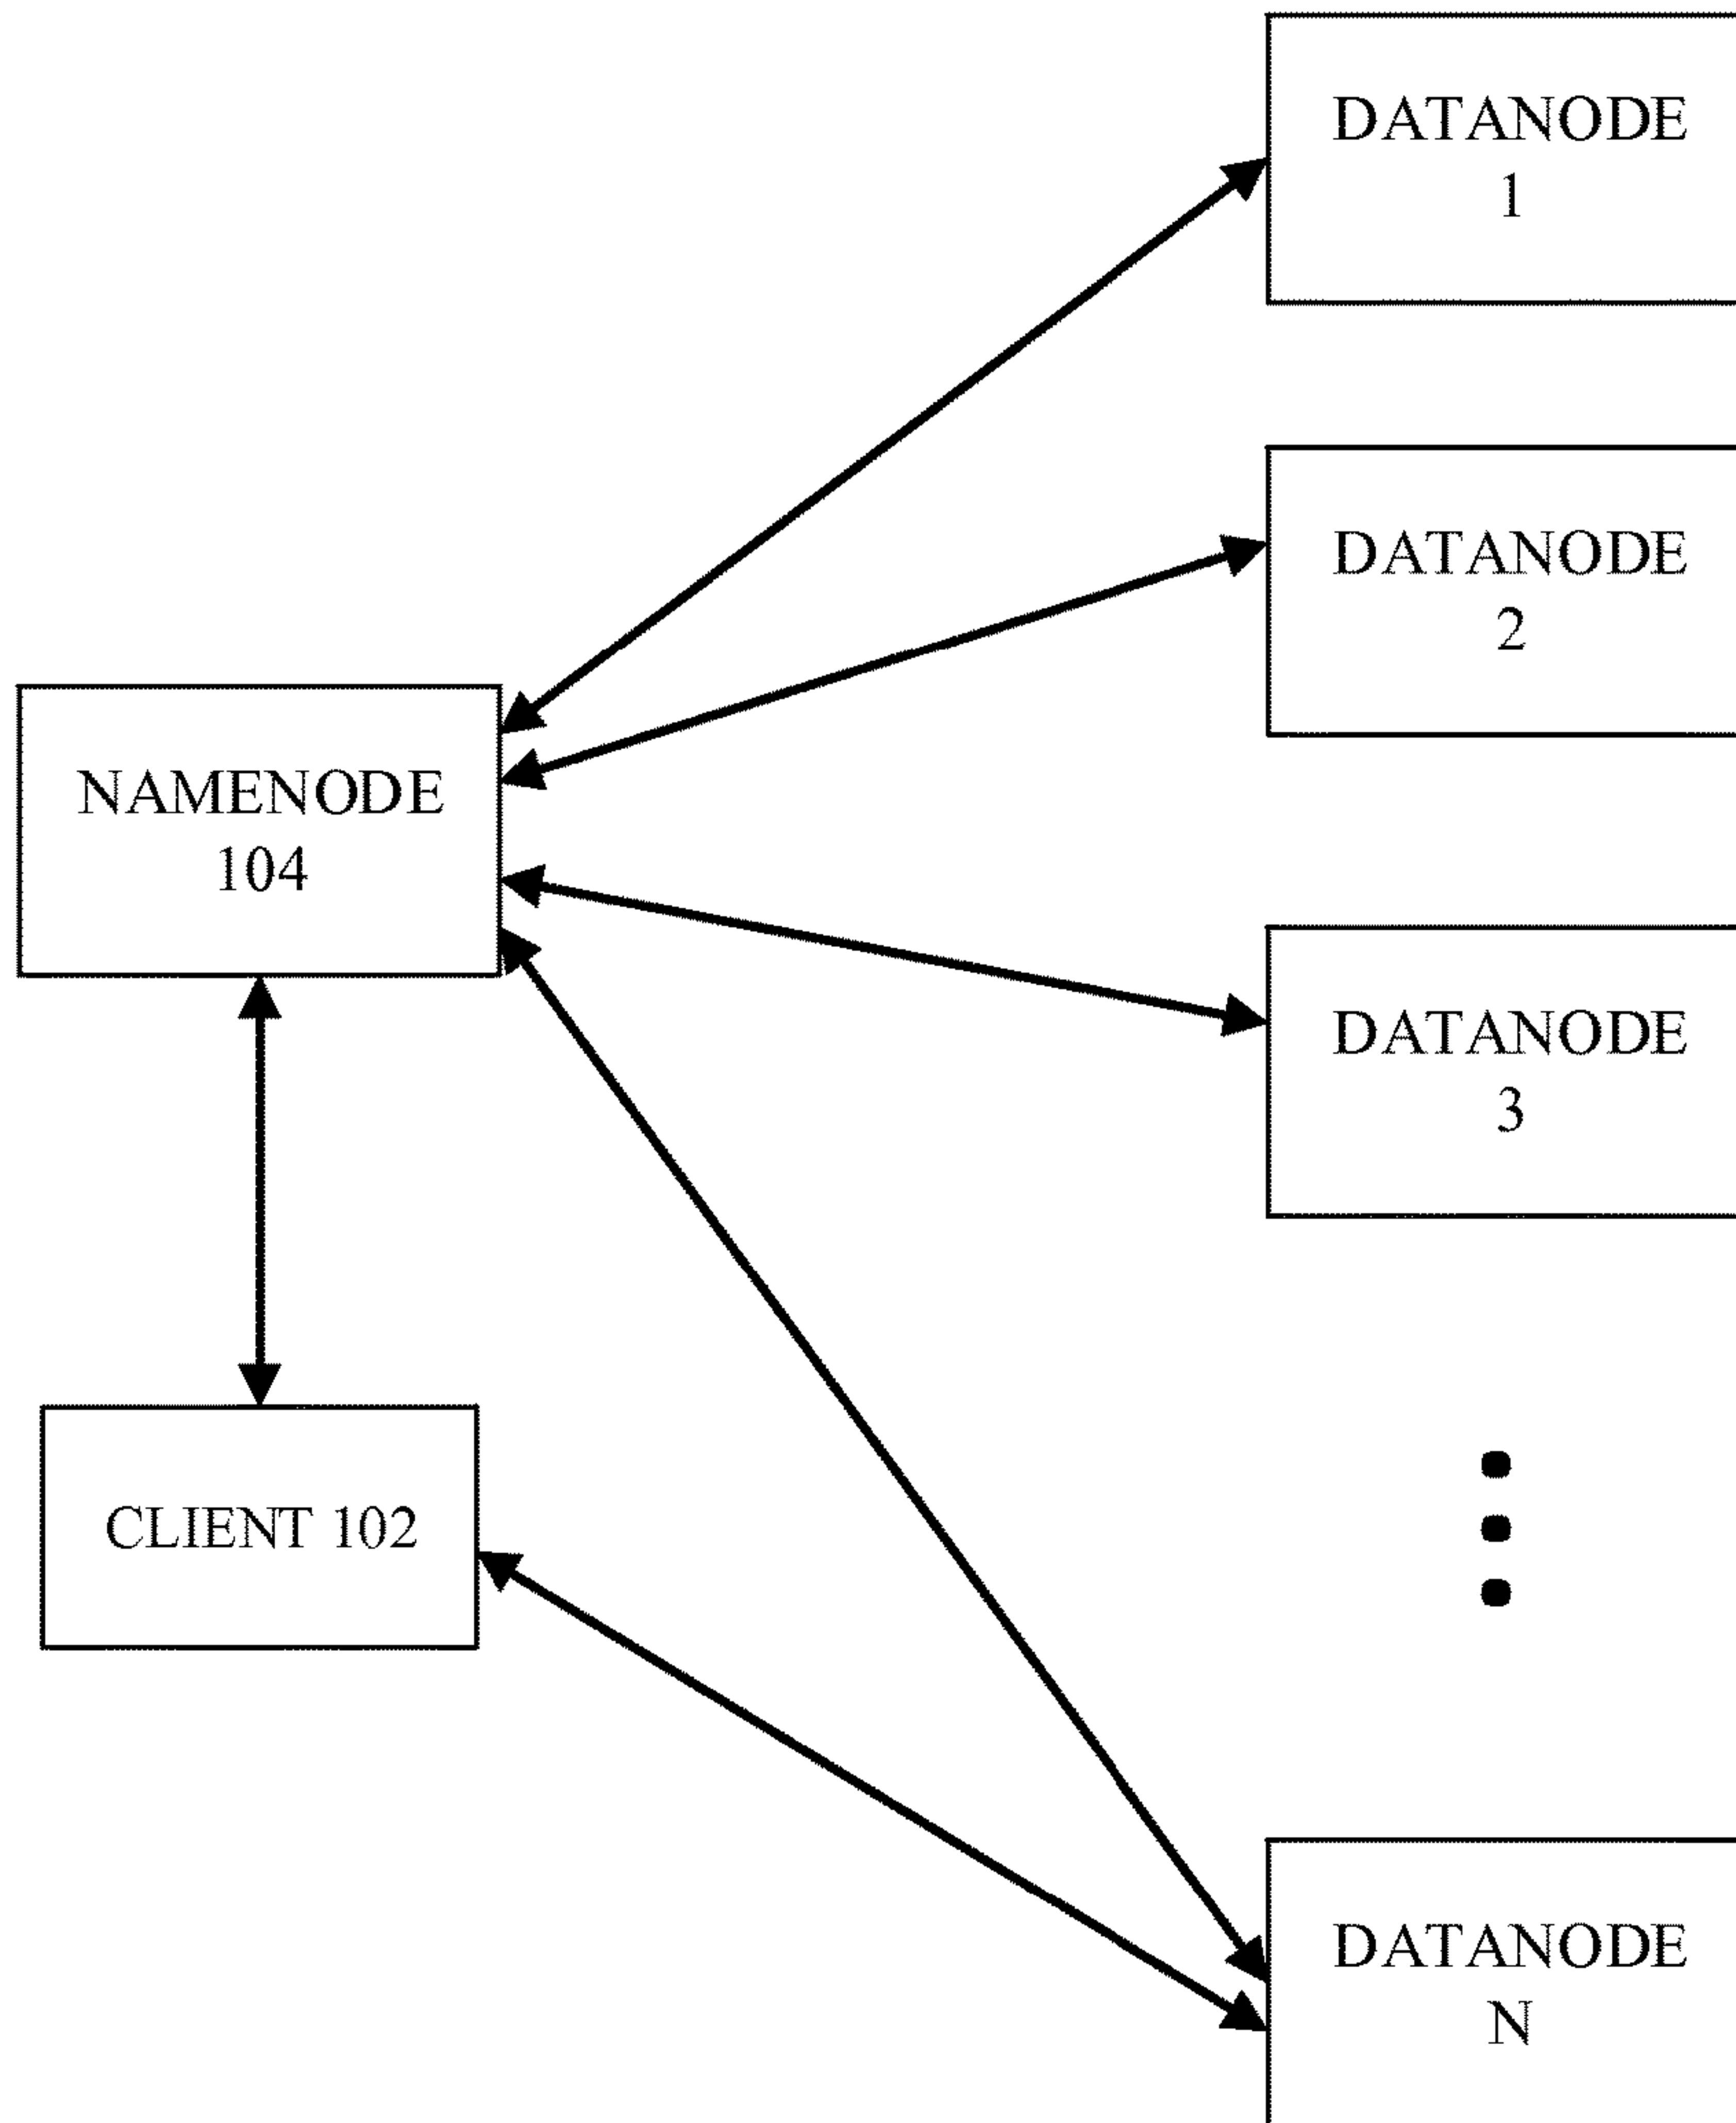 DATANODE
1
DATANODE
2
NAMENODE
104
DATANODE
3
CLIENT 102
DATANODE
N